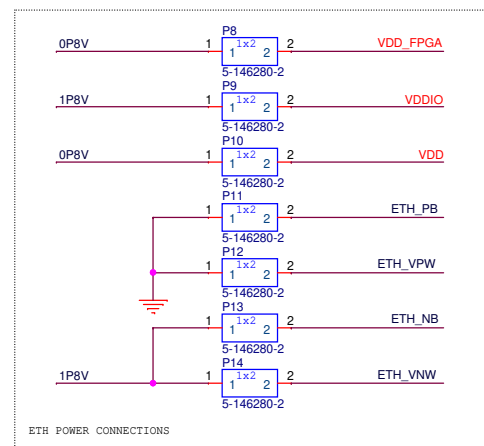 P8
0P8V 1 1 1x2 2 2 VDD_FPGA
5-146280-2
P9
1P8V 1 1 1x2 2 2 VDDIO
5-146280-2
P10
0P8V 1 1 1x2 2 2 VDD
5-146280-2
P11
1 1 1x2 2 2 ETH_PB
5-146280-2
P12
1 1 1x2 2 2 ETH_VPW
5-146280-2
P13
1 1 1x2 2 2 ETH_NB
5-146280-2
P14
1P8V 1 1 1x2 2 2 ETH_VNW
5-146280-2
ETH POWER CONNECTIONS